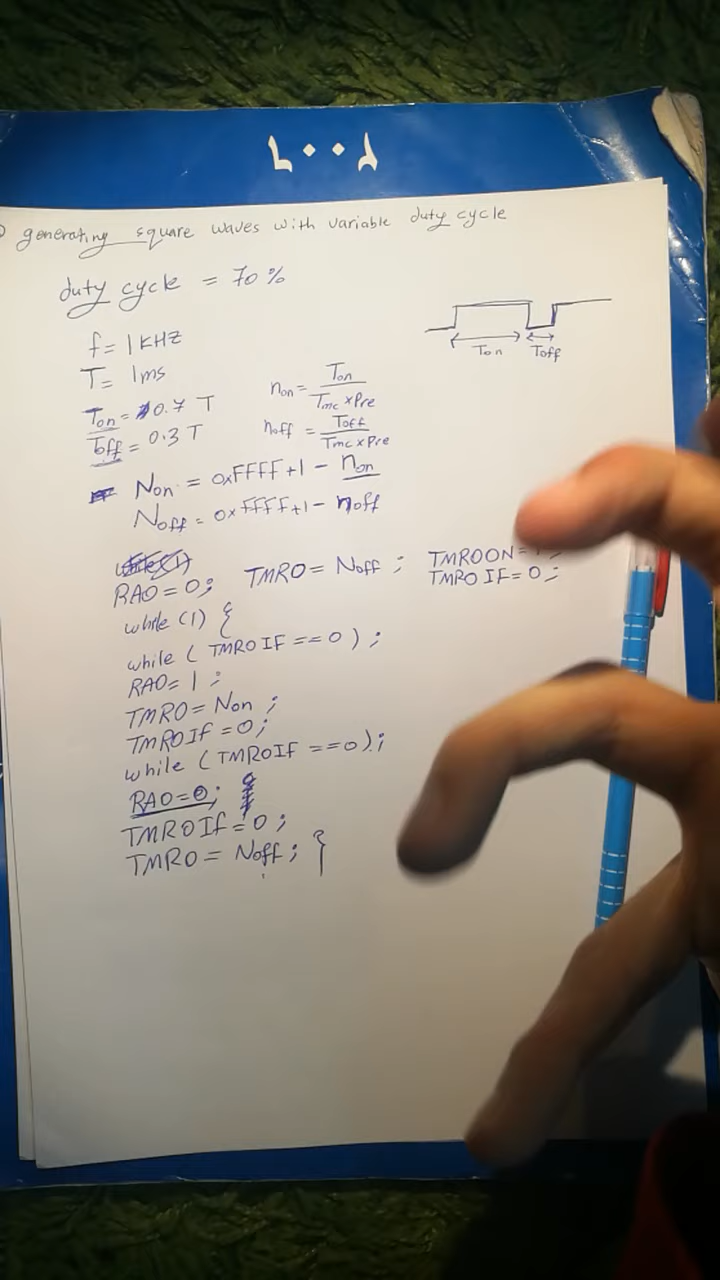 generating square waves with variable duty cycle
duty cycle = 70%
f = 1KHZ
T = 1ms
Ton = 0.7 T
Toff = 0.3 T
non = Ton / Tmc × Pre
noff = Toff / Tmc × Pre
Ton Toff
Non = 0xFFFF+1 - non
Noff = 0xFFFF+1 - noff
RA0 = 0; TMR0 = Noff ; TMR0ON =
TMR0IF = 0;
while (1) {
while ( TMR0IF == 0 ) ;
RA0 = 1 ;
TMR0 = Non ;
TMR0If = 0;
while ( TMR0IF == 0);
RA0 = 0;
TMR0If = 0 ;
TMR0 = Noff ; }